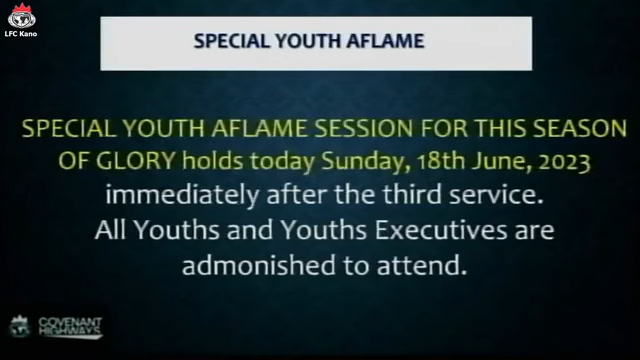 LFC Kano
SPECIAL YOUTH AFLAME
SPECIAL YOUTH AFLAME SESSION FOR THIS SEASON
OF GLORY holds today Sunday, 18th June, 2023
immediately after the third service.
All Youths and Youths Executives are
admonished to attend.
COVENANT
HIGHWAYS